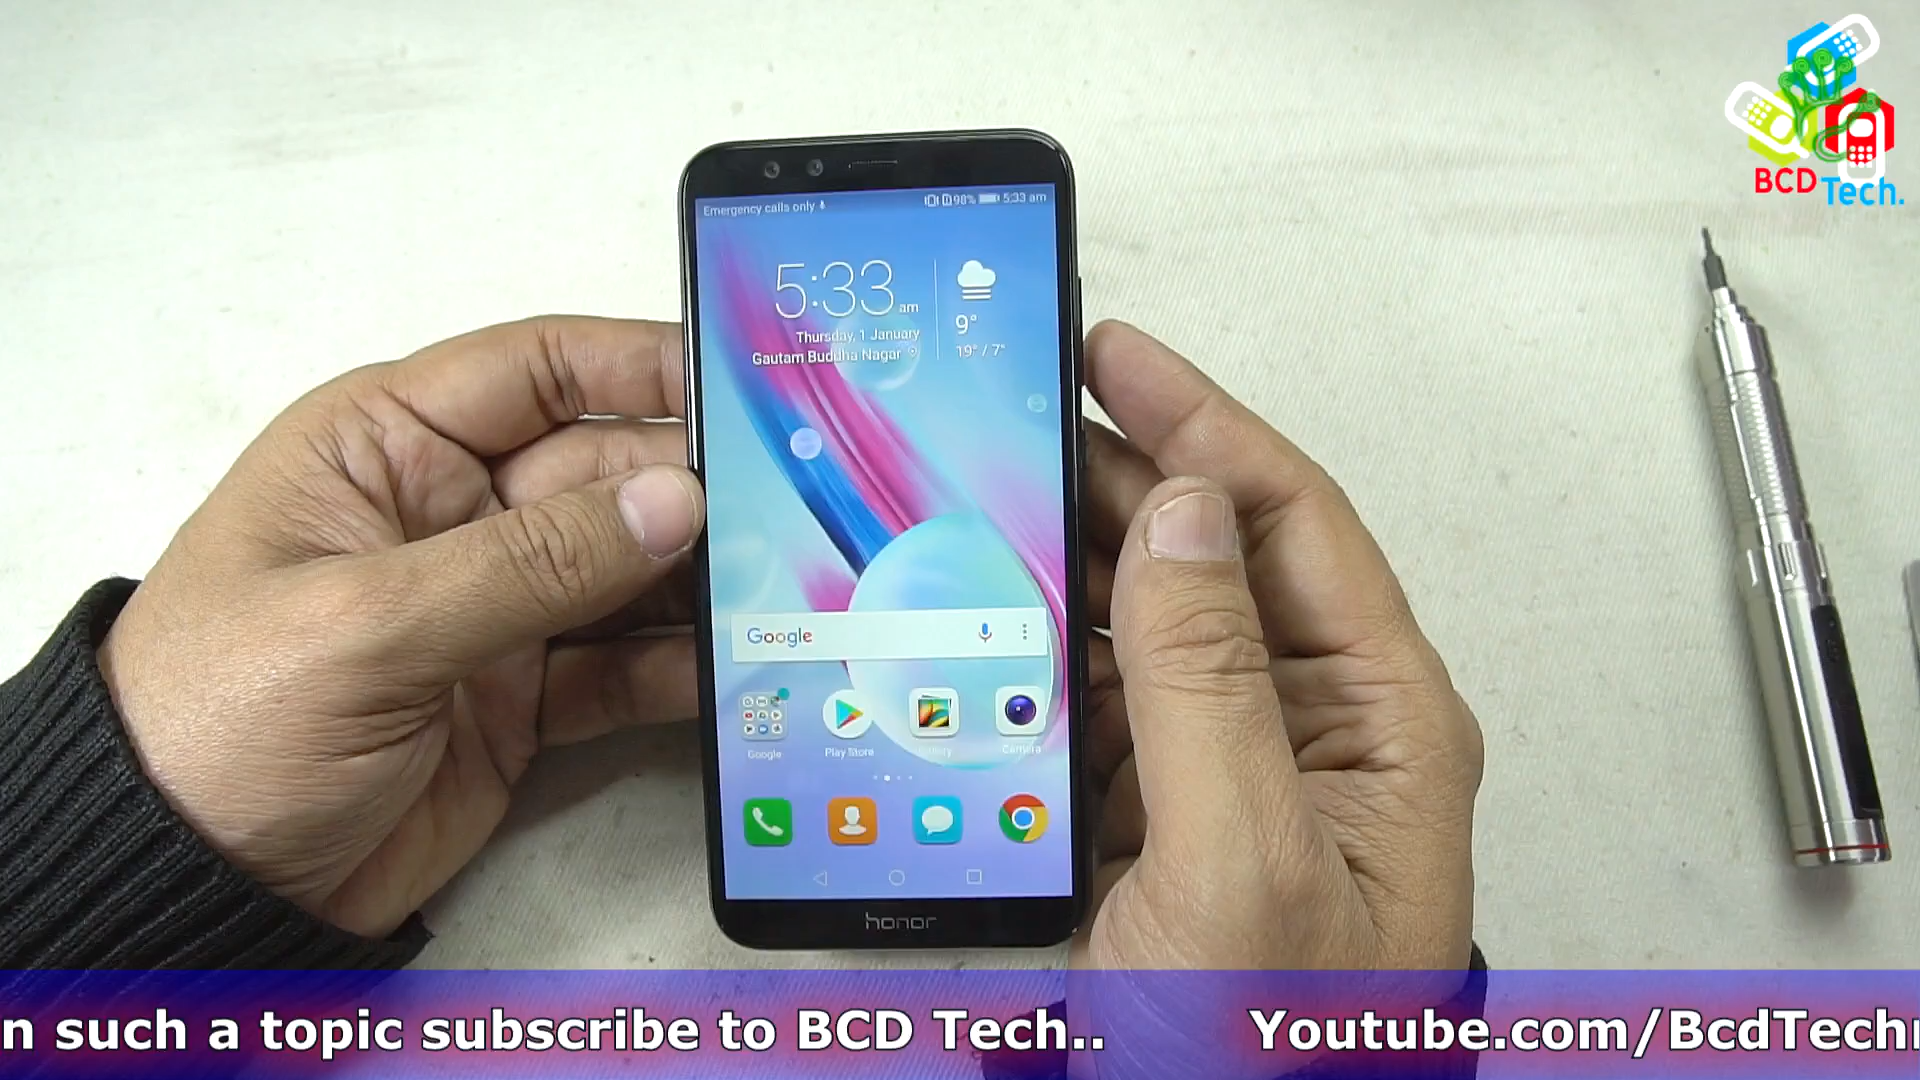 BCD Tech.
Emergency calls only
98% 5:33 am
5:33 am
Thursday, 1 January
Gautam Buddha Nagar
9°
19° / 7°
Google
Google
Play Store
Gallery
Camera
honor
n such a topic subscribe to BCD Tech..
Youtube.com/BcdTech